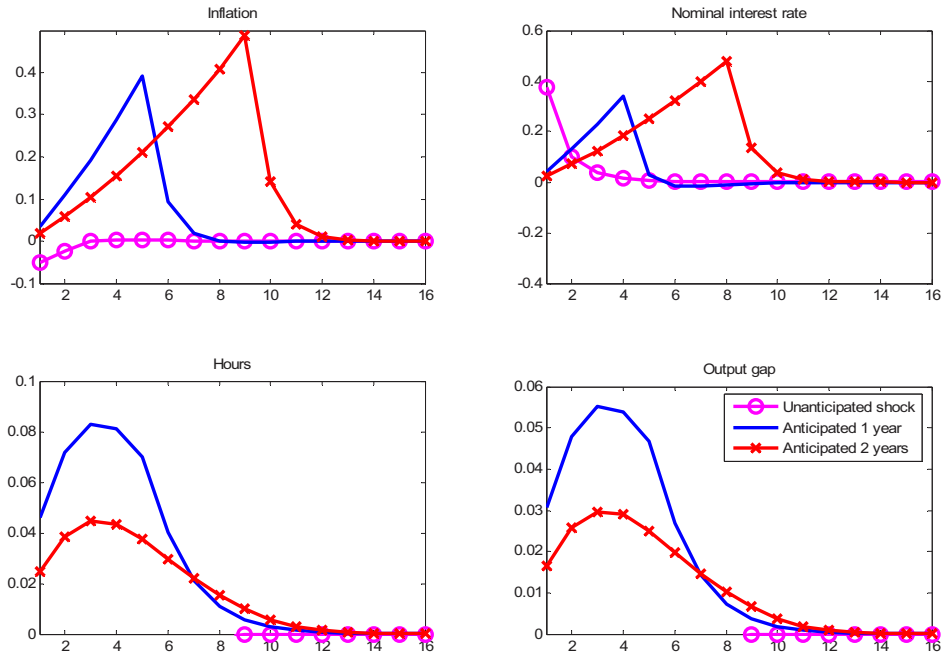 Inflation
0.4
0.3
0.2
0.1
0
-0.1
2 4 6 8 10 12 14 16
Nominal interest rate
0.6
0.4
0.2
0
-0.2
-0.4
2 4 6 8 10 12 14 16
Hours
0.1
0.08
0.06
0.04
0.02
0
2 4 6 8 10 12 14 16
Output gap
0.06
0.05
0.04
0.03
0.02
0.01
0
2 4 6 8 10 12 14 16
Unanticipated shock
Anticipated 1 year
Anticipated 2 years